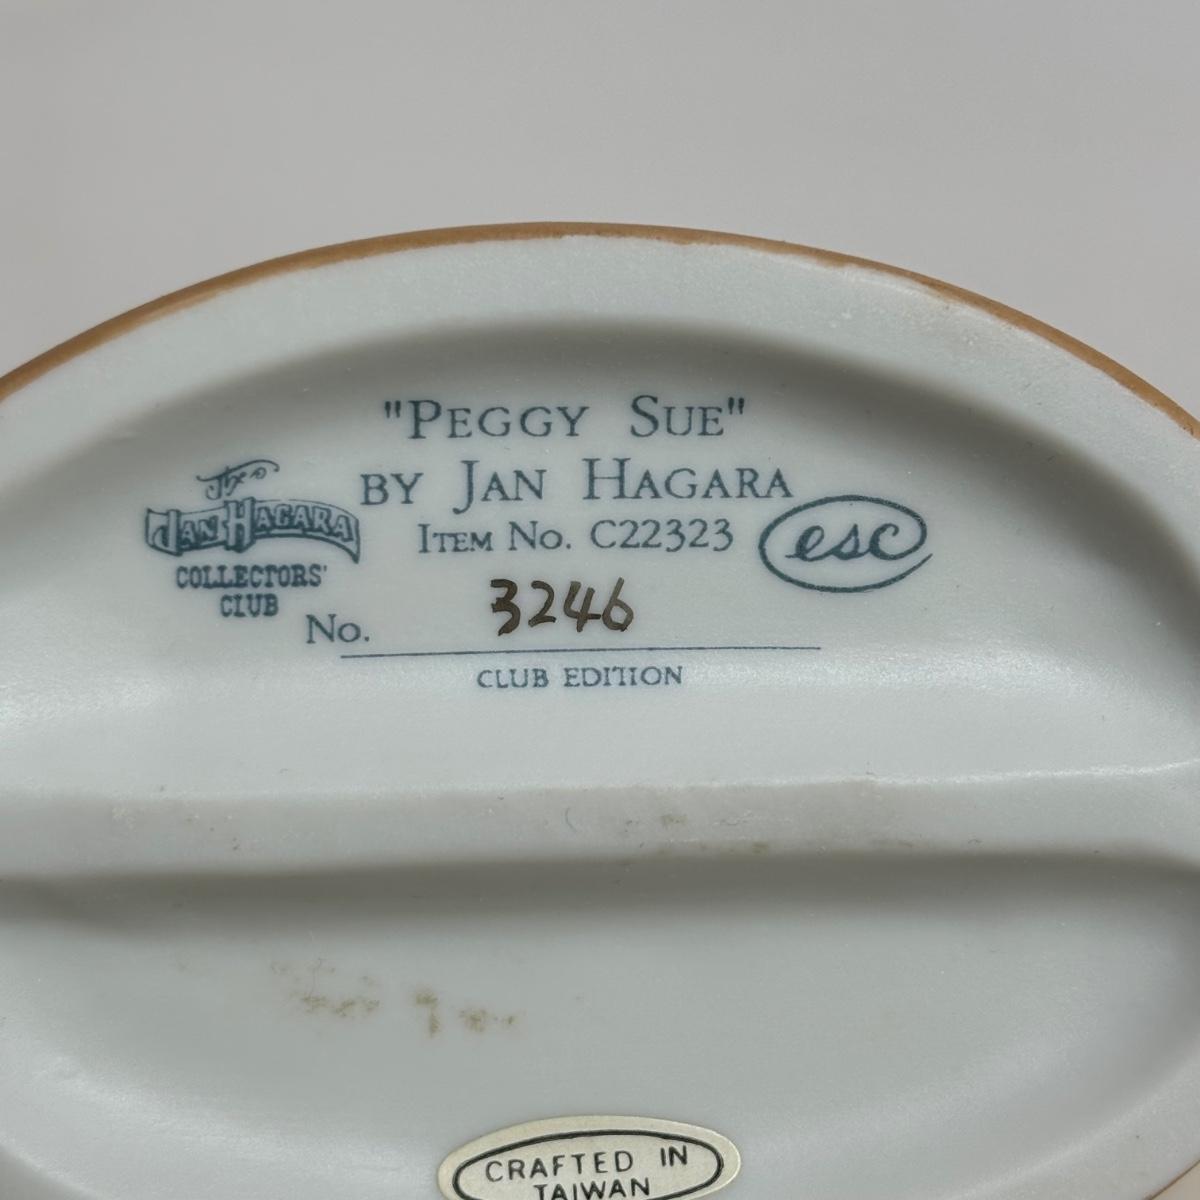 "PEGGY SUE"
BY JAN HAGARA
ITEM NO. C22323
esc
The
JAN HAGARA
COLLECTORS'
CLUB
No. 3246
CLUB EDITION
CRAFTED IN
TAIWAN